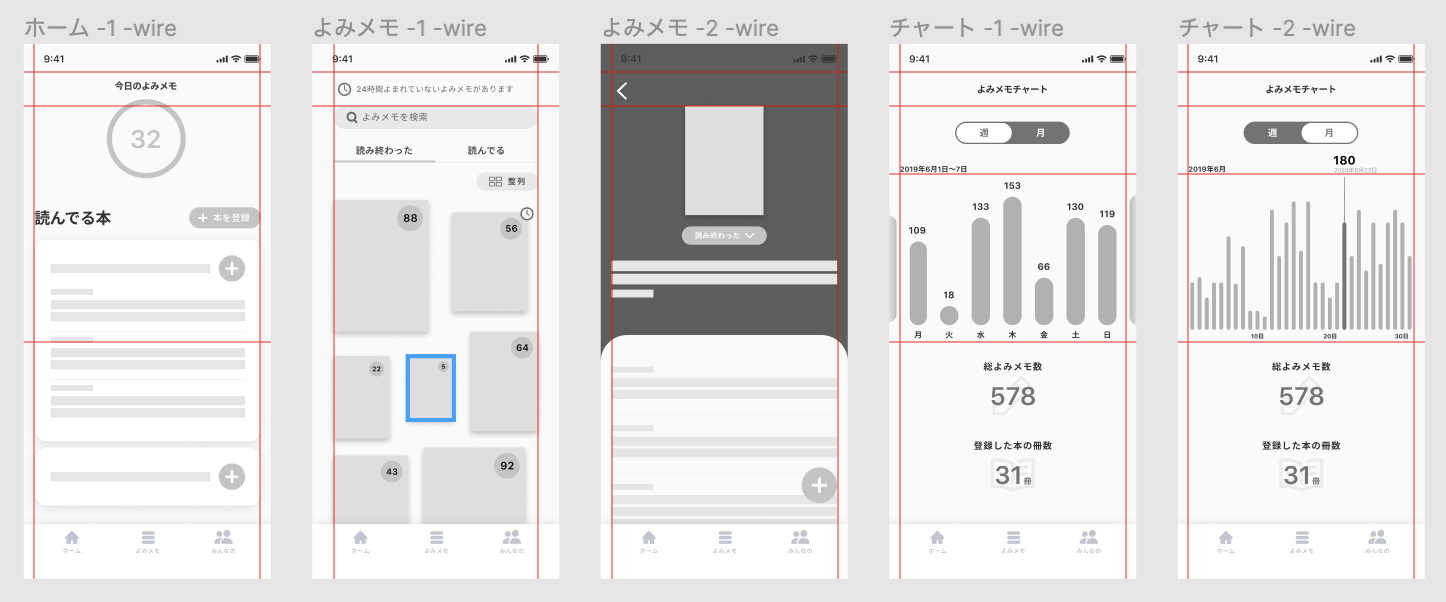 ホーム -1 -wire
9:41
今日のよみメモ
32
読んでる本
+ 本を登録
ホーム
よみメモ
みんなの
よみメモ -1 -wire
9:41
24時間よまれていないよみメモがあります
よみメモを検索
読み終わった
読んでる
整列
88
56
64
22
5
43
92
ホーム
よみメモ
みんなの
よみメモ -2 -wire
9:41
読み終わった
ホーム
よみメモ
みんなの
チャート -1 -wire
9:41
よみメモチャート
週
月
2019年6月1日〜7日
109
18
133
153
66
130
119
月
火
水
木
金
土
日
総よみメモ数
578
登録した本の冊数
31冊
ホーム
よみメモ
みんなの
チャート -2 -wire
9:41
よみメモチャート
週
月
180
2019年6月
2020年6月22日
10日
20日
30日
総よみメモ数
578
登録した本の冊数
31冊
ホーム
よみメモ
みんなの